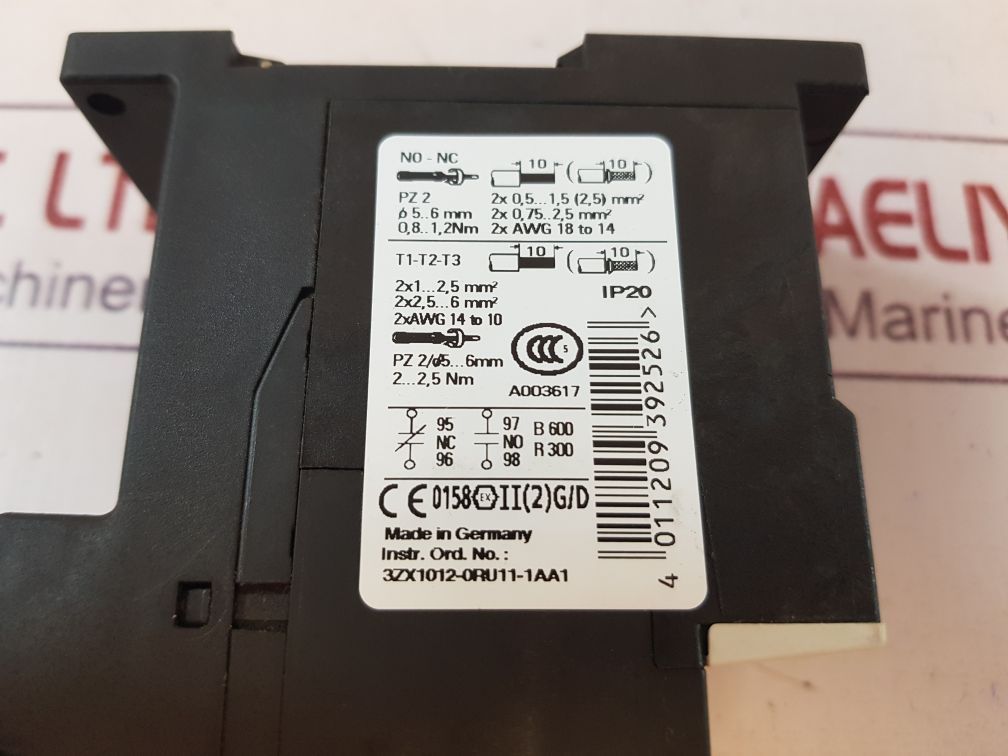 NO - NC
10 ( 10 )
PZ 2
ó 5..6 mm
0,8..1,2Nm
2x 0,5...1,5 (2,5) mm²
2x 0,75..2,5 mm²
2x AWG 18 to 14
T1-T2-T3
10 ( 10 )
2x1...2,5 mm²
2x2,5...6 mm²
2xAWG 14 to 10
IP20
PZ 2/ó5...6mm
2...2,5 Nm
CCC S
A003617
95
NC
96
97
NO
98
B 600
R 300
CE 0158 EX II(2)G/D
Made in Germany
Instr. Ord. No. :
3ZX1012-0RU11-1AA1
4 011209 392526 >
AELIY
Marine
chiner